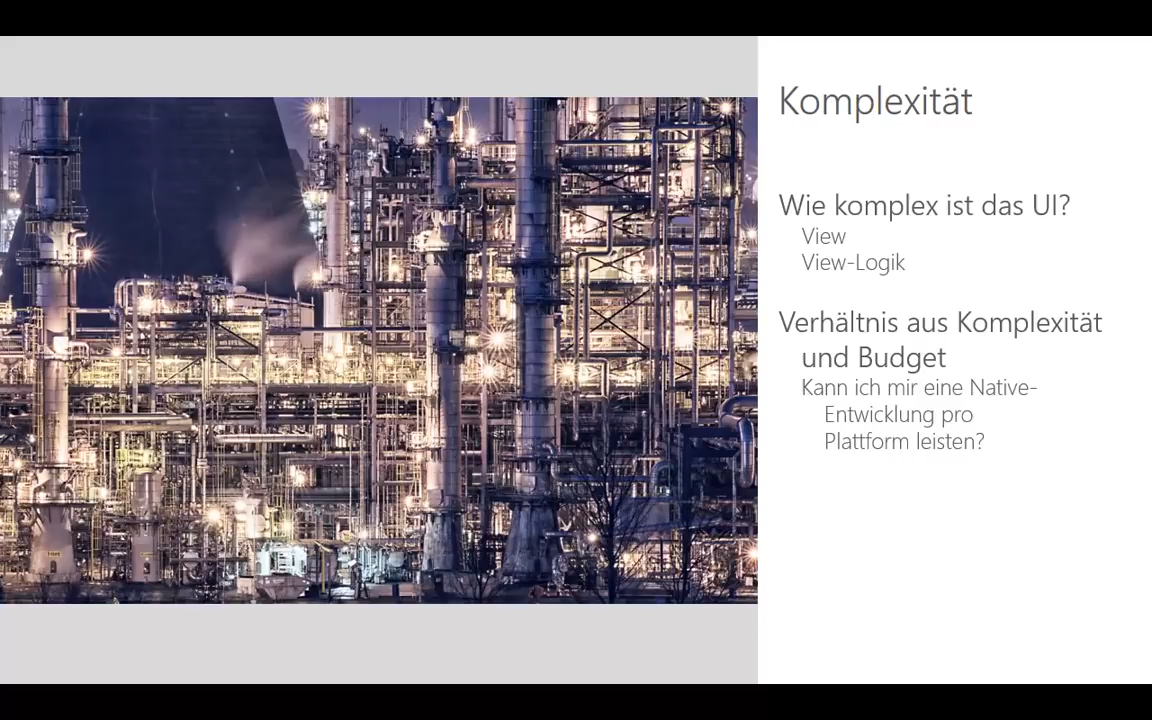 Komplexität
Wie komplex ist das UI?
View
View-Logik
Verhältnis aus Komplexität
und Budget
Kann ich mir eine Native-
Entwicklung pro
Plattform leisten?